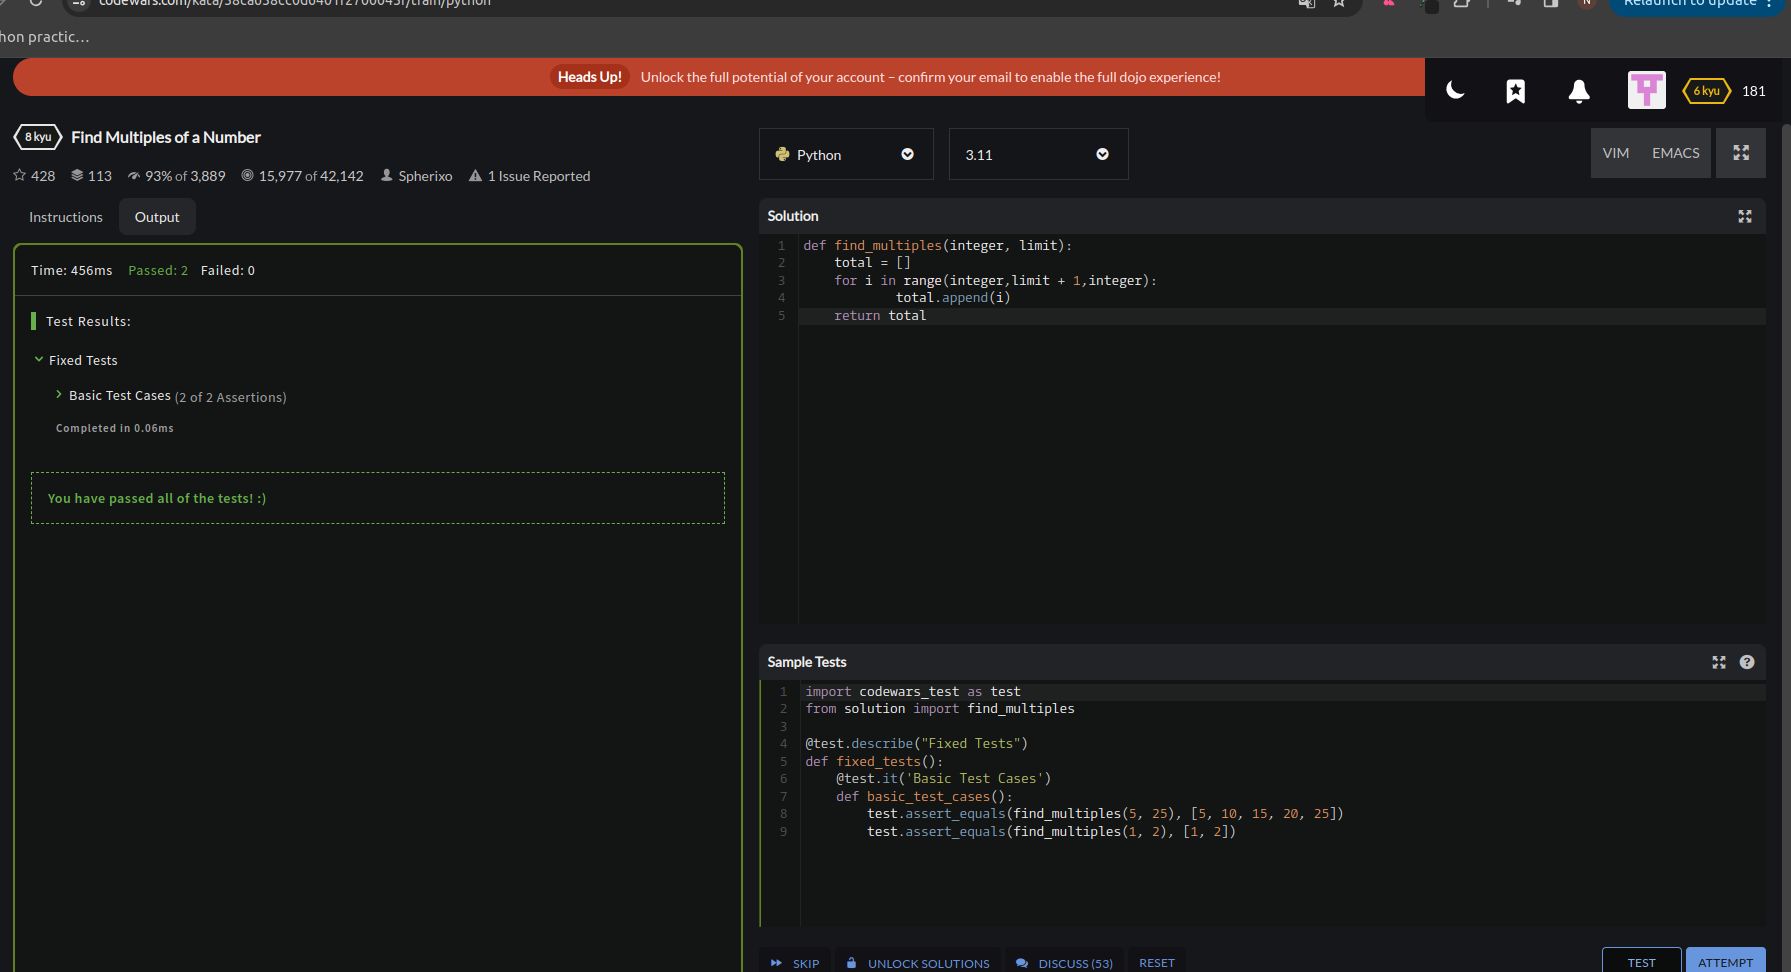 hon practic...
Heads Up! Unlock the full potential of your account – confirm your email to enable the full dojo experience!
N
Relaunch to update
6 kyu 181
8 kyu Find Multiples of a Number
428 113 93% of 3,889 15,977 of 42,142 Spherixo 1 Issue Reported
Instructions Output
Time: 456ms Passed: 2 Failed: 0
Test Results:
Fixed Tests
Basic Test Cases (2 of 2 Assertions)
Completed in 0.06ms
You have passed all of the tests! :)
Python 3.11 VIM EMACS
Solution
1 def find_multiples(integer, limit):
2 total = []
3 for i in range(integer,limit + 1,integer):
4 total.append(i)
5 return total
Sample Tests
1 import codewars_test as test
2 from solution import find_multiples
3
4 @test.describe("Fixed Tests")
5 def fixed_tests():
6 @test.it('Basic Test Cases')
7 def basic_test_cases():
8 test.assert_equals(find_multiples(5, 25), [5, 10, 15, 20, 25])
9 test.assert_equals(find_multiples(1, 2), [1, 2])
SKIP UNLOCK SOLUTIONS DISCUSS (53) RESET TEST ATTEMPT